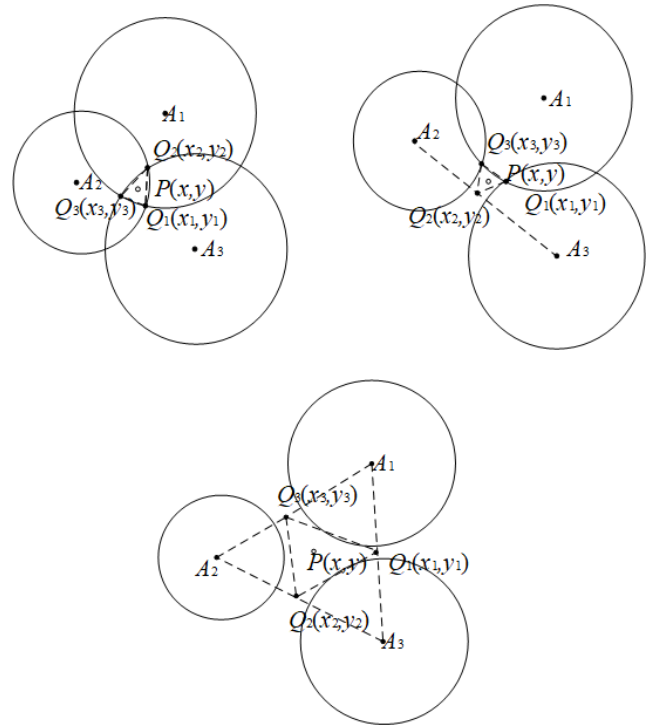 A1
Q2(x2,y2)
A2
P(x,y)
Q3(x3,y3)
Q1(x1,y1)
A3
A1
A2
Q3(x3,y3)
P(x,y)
Q2(x2,y2)
Q1(x1,y1)
A3
A1
Q3(x3,y3)
A2
P(x,y)
Q1(x1,y1)
Q2(x2,y2)
A3